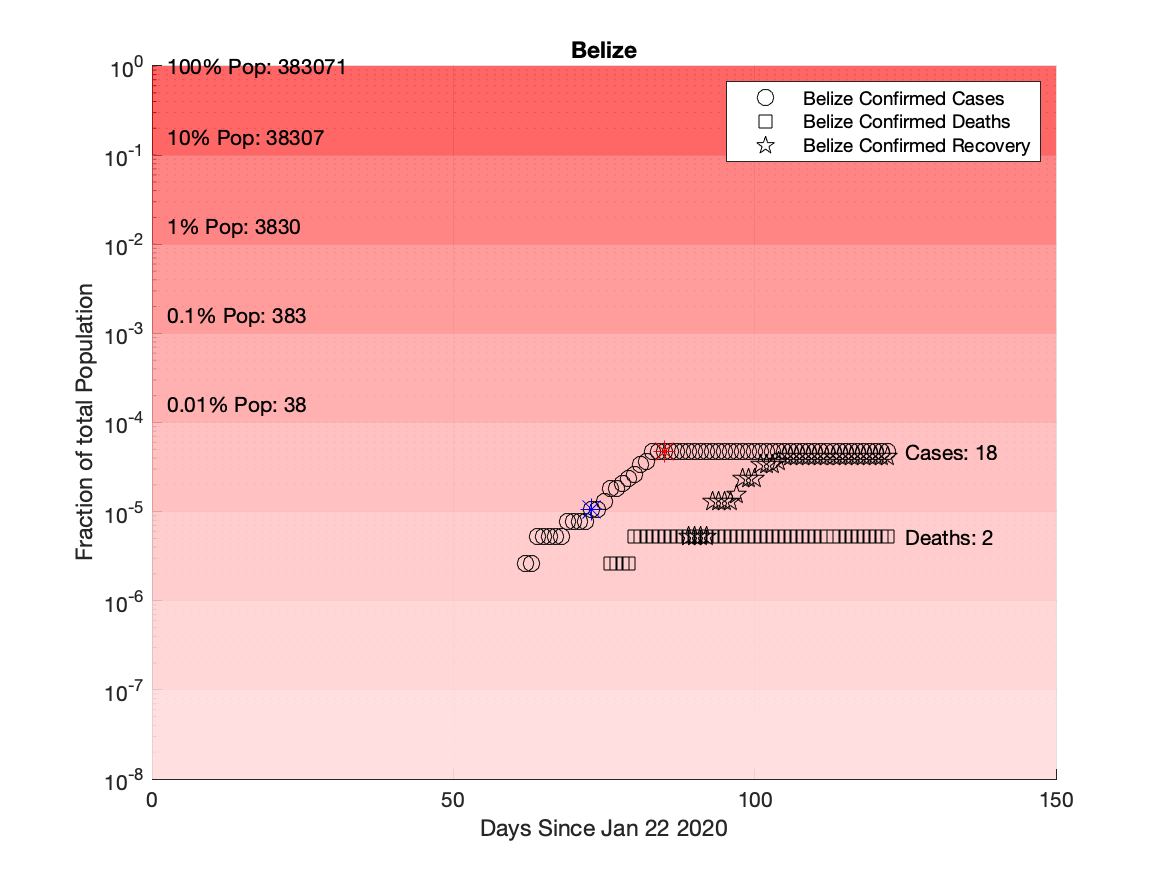 Belize
10^0
100% Pop: 383071
Belize Confirmed Cases
Belize Confirmed Deaths
Belize Confirmed Recovery
10% Pop: 38307
10^-1
1% Pop: 3830
10^-2
0.1% Pop: 383
10^-3
0.01% Pop: 38
10^-4
Cases: 18
10^-5
Deaths: 2
10^-6
10^-7
10^-8
Fraction of total Population
0 50 100 150
Days Since Jan 22 2020